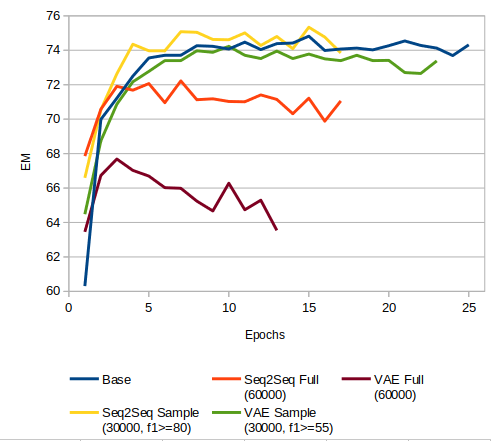 76
74
72
70
68
66
64
62
60
EM
0 5 10 15 20 25
Epochs
Base Seq2Seq Full VAE Full
(60000) (60000)
Seq2Seq Sample VAE Sample
(30000, f1>=80) (30000, f1>=55)